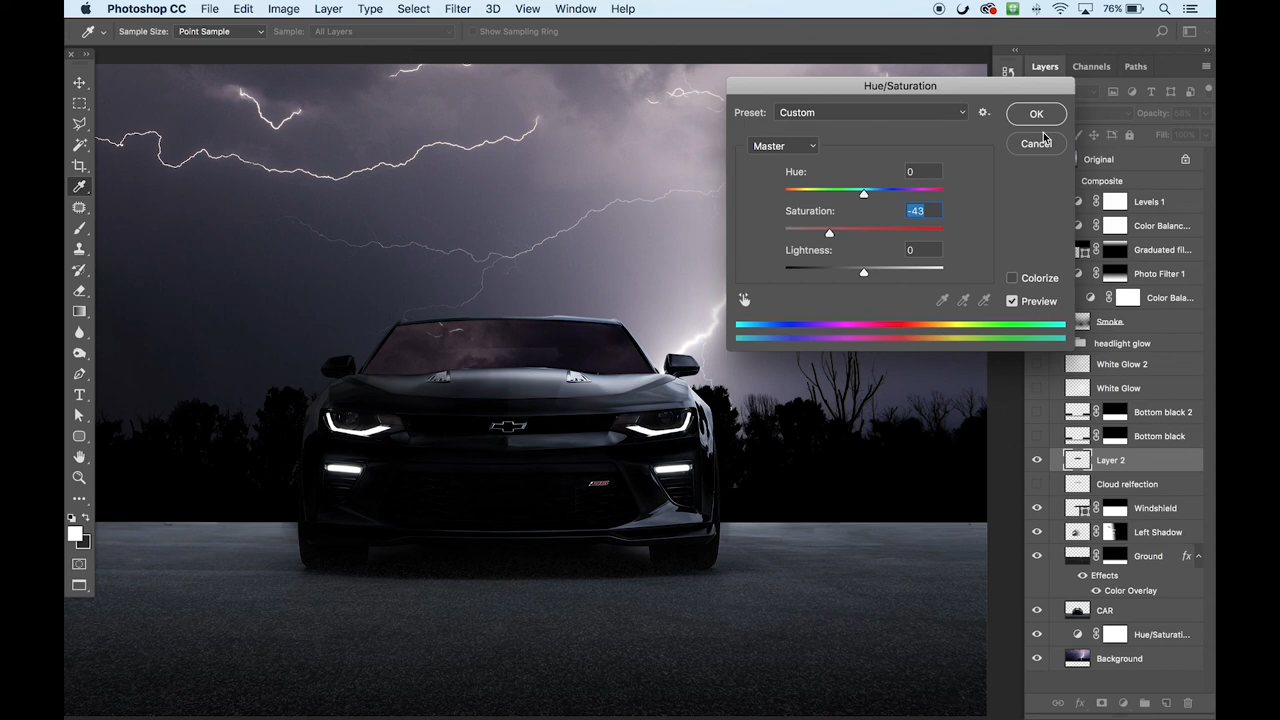 Photoshop CC File Edit Image Layer Type Select Filter 3D View Window Help 76%
Sample Size: Point Sample Sample: All Layers Show Sampling Ring
Layers Channels Paths
Hue/Saturation
Preset: Custom OK
Opacity: 58%
Master Cancel
Fill: 100%
Original
Hue: 0
Composite
Levels 1
Saturation: -43
Color Balanc...
Lightness: 0
Graduated fil...
Photo Filter 1
Colorize
Preview
Color Bala...
Smoke
headlight glow
White Glow 2
White Glow
Bottom black 2
Bottom black
Layer 2
Cloud relfection
Windshield
Left Shadow
Ground fx
Effects
Color Overlay
CAR
Hue/Saturati...
Background
fx